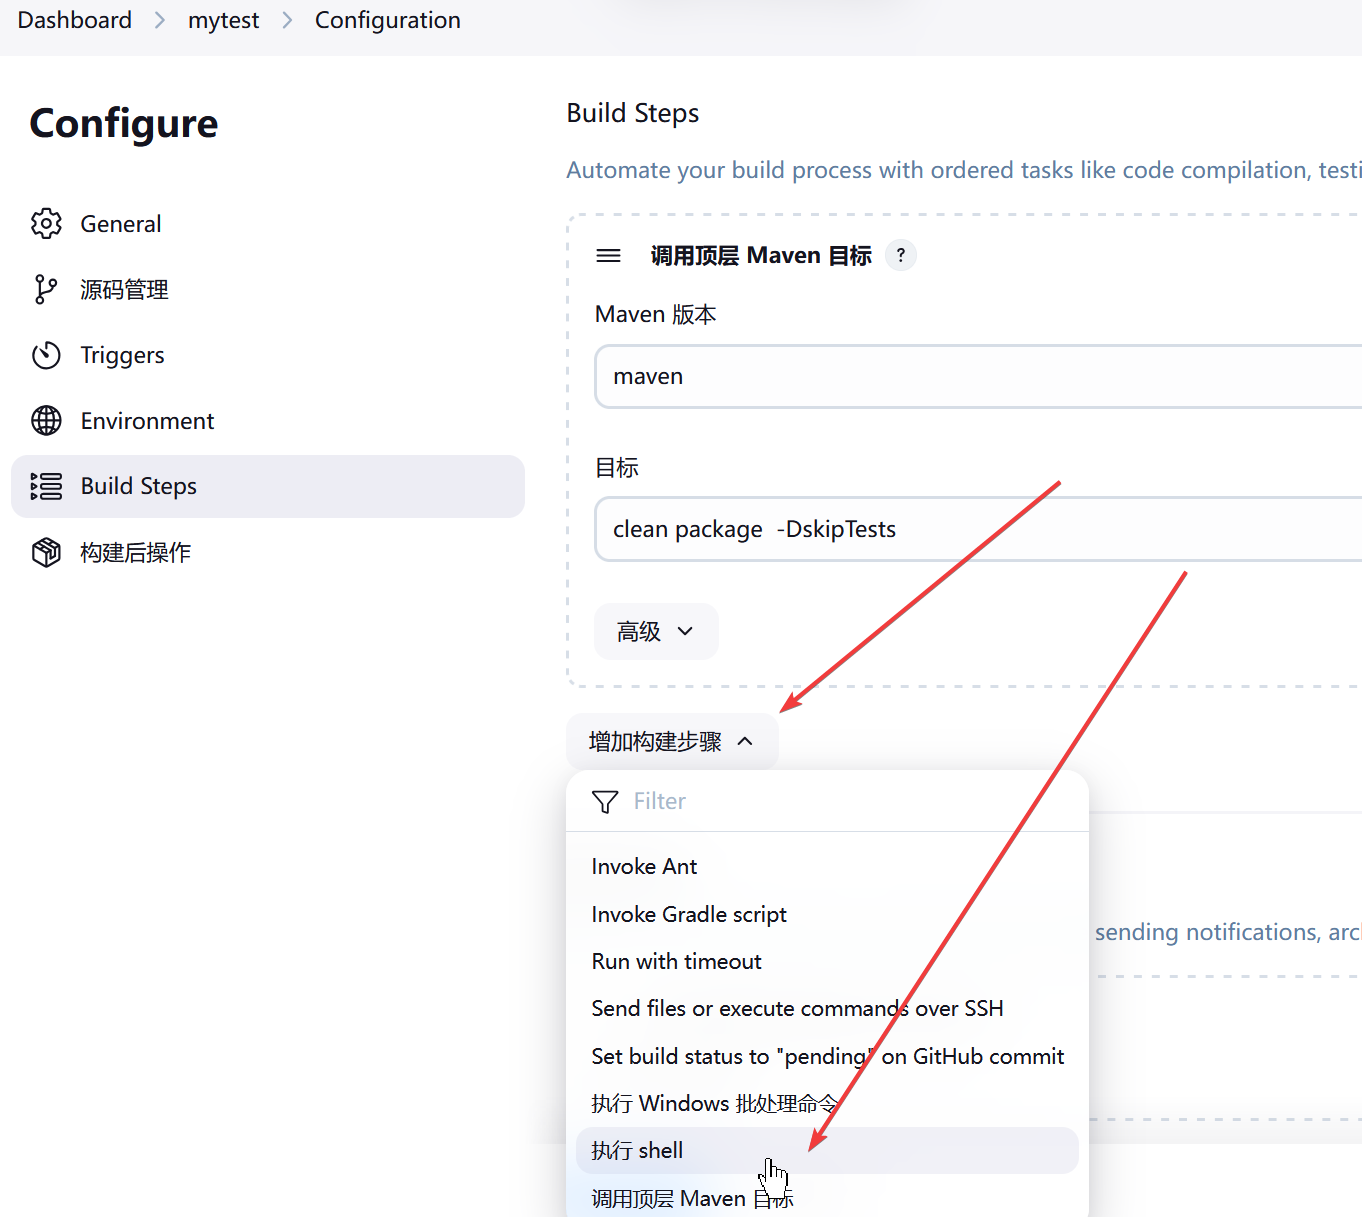 Dashboard > mytest > Configuration
Configure
General
源码管理
Triggers
Environment
Build Steps
构建后操作
Build Steps
Automate your build process with ordered tasks like code compilation, testi
调用顶层 Maven 目标 ?
Maven 版本
maven
目标
clean package  -DskipTests
高级
增加构建步骤
Filter
Invoke Ant
Invoke Gradle script
sending notifications, arc
Run with timeout
Send files or execute commands over SSH
Set build status to "pending" on GitHub commit
执行 Windows 批处理命令
执行 shell
调用顶层 Maven 目标